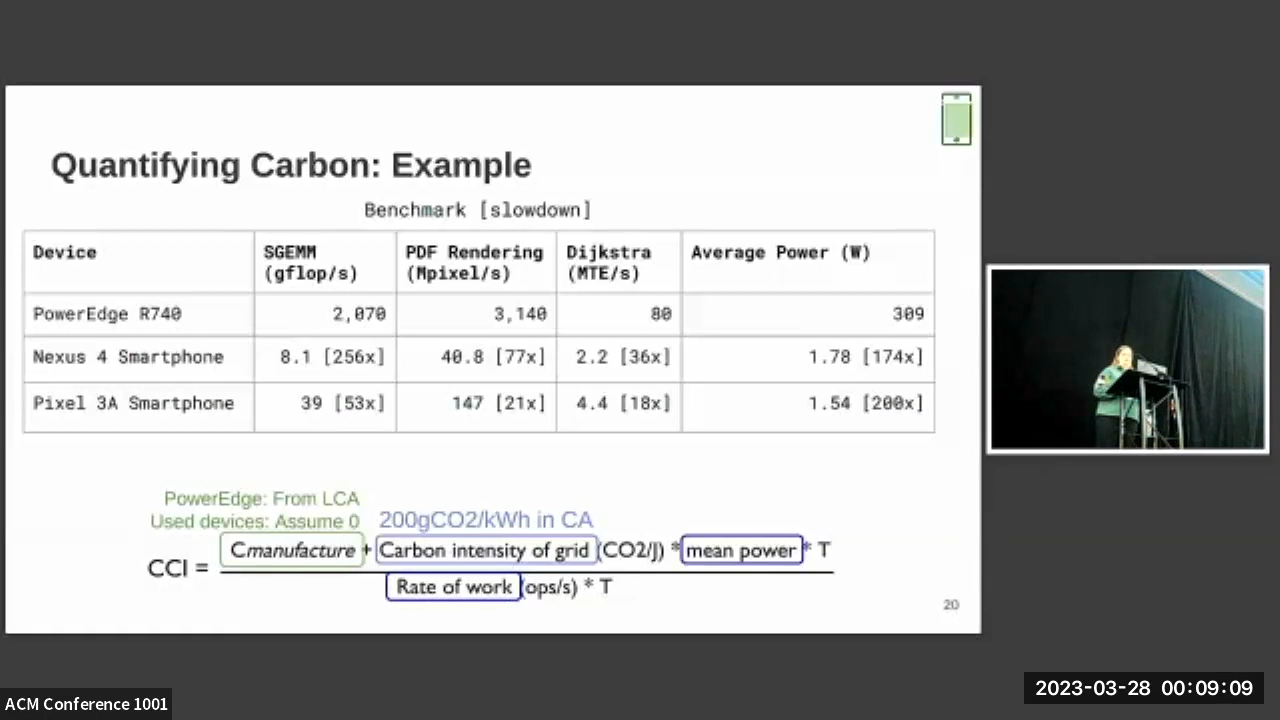 Quantifying Carbon: Example
Benchmark [slowdown]
Device SGEMM (gflop/s) PDF Rendering (Mpixel/s) Dijkstra (MTE/s) Average Power (W)
PowerEdge R740 2,070 3,140 80 309
Nexus 4 Smartphone 8.1 [256x] 40.8 [77x] 2.2 [36x] 1.78 [174x]
Pixel 3A Smartphone 39 [53x] 147 [21x] 4.4 [18x] 1.54 [200x]
PowerEdge: From LCA
Used devices: Assume 0 200gCO2/kWh in CA
CCI = Cmanufacture + Carbon intensity of grid (CO2/J) * mean power * T
Rate of work (ops/s) * T
20
ACM Conference 1001
2023-03-28 00:09:09